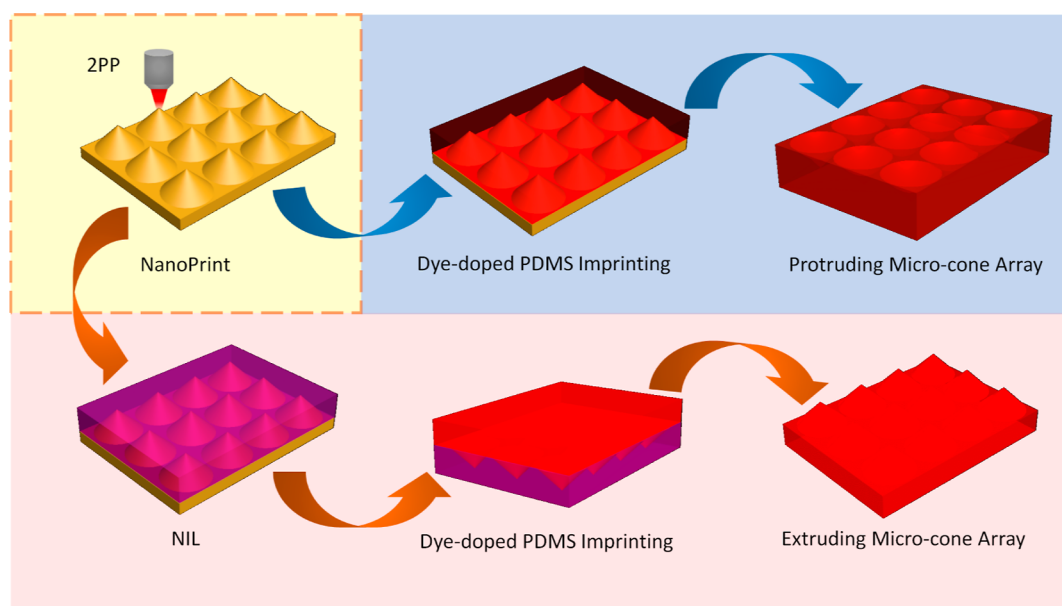 2PP
NanoPrint
Dye-doped PDMS Imprinting
Protruding Micro-cone Array
NIL
Dye-doped PDMS Imprinting
Extruding Micro-cone Array